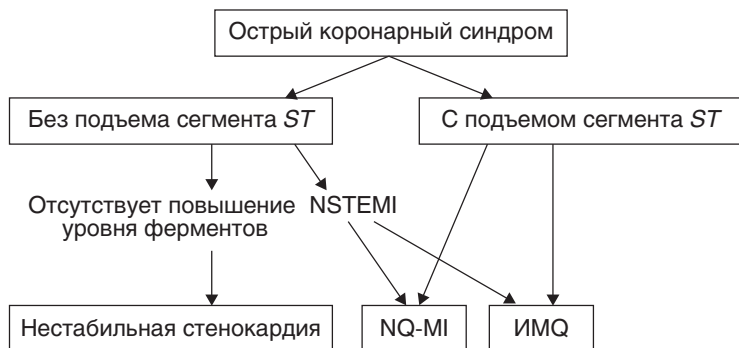 Острый коронарный синдром
Без подъема сегмента ST
С подъемом сегмента ST
Отсутствует повышение
уровня ферментов
NSTEMI
Нестабильная стенокардия
NQ-MI
ИМQ